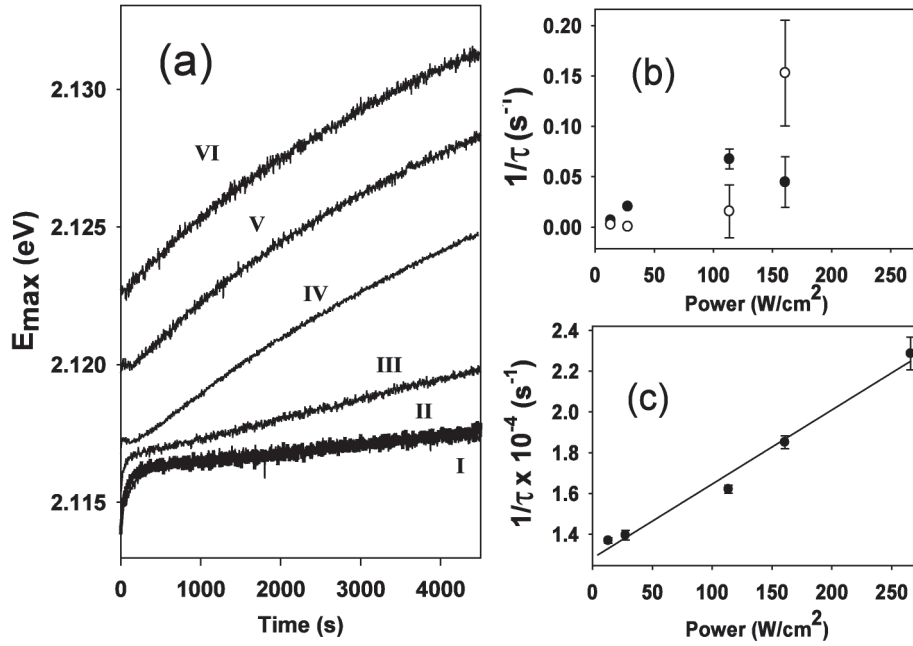 (a)
2.130
2.125
2.120
2.115
Emax (eV)
VI
V
IV
III
II
I
0 1000 2000 3000 4000
Time (s)
(b)
0.20
0.15
0.10
0.05
0.00
1/τ (s⁻¹)
0 50 100 150 200 250
Power (W/cm²)
(c)
2.4
2.2
2.0
1.8
1.6
1.4
1/τ x 10⁻⁴ (s⁻¹)
0 50 100 150 200 250
Power (W/cm²)